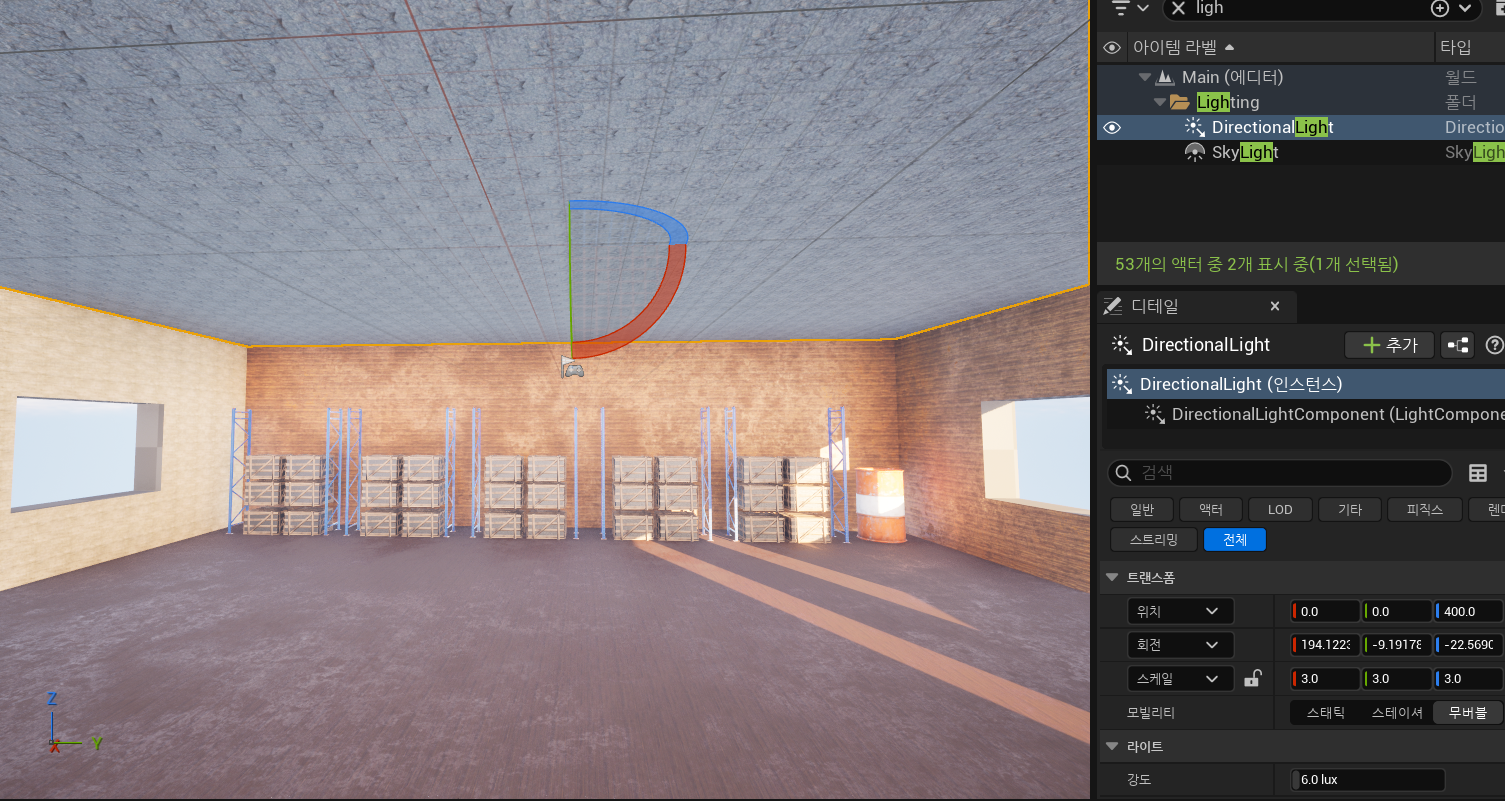 ligh
아이템 라벨 타입
Main (에디터) 월드
Lighting 폴더
DirectionalLight Directio
SkyLight SkyLigh
53개의 액터 중 2개 표시 중(1개 선택됨)
디테일
DirectionalLight 추가
DirectionalLight (인스턴스)
DirectionalLightComponent (LightCompone
검색
일반 액터 LOD 기타 피직스 렌더
스트리밍 전체
트랜스폼
위치 0.0 0.0 400.0
회전 194.1223 -9.19178 -22.5690
스케일 3.0 3.0 3.0
모빌리티 스태틱 스테이셔 무버블
라이트
강도 6.0 lux
Z
X Y